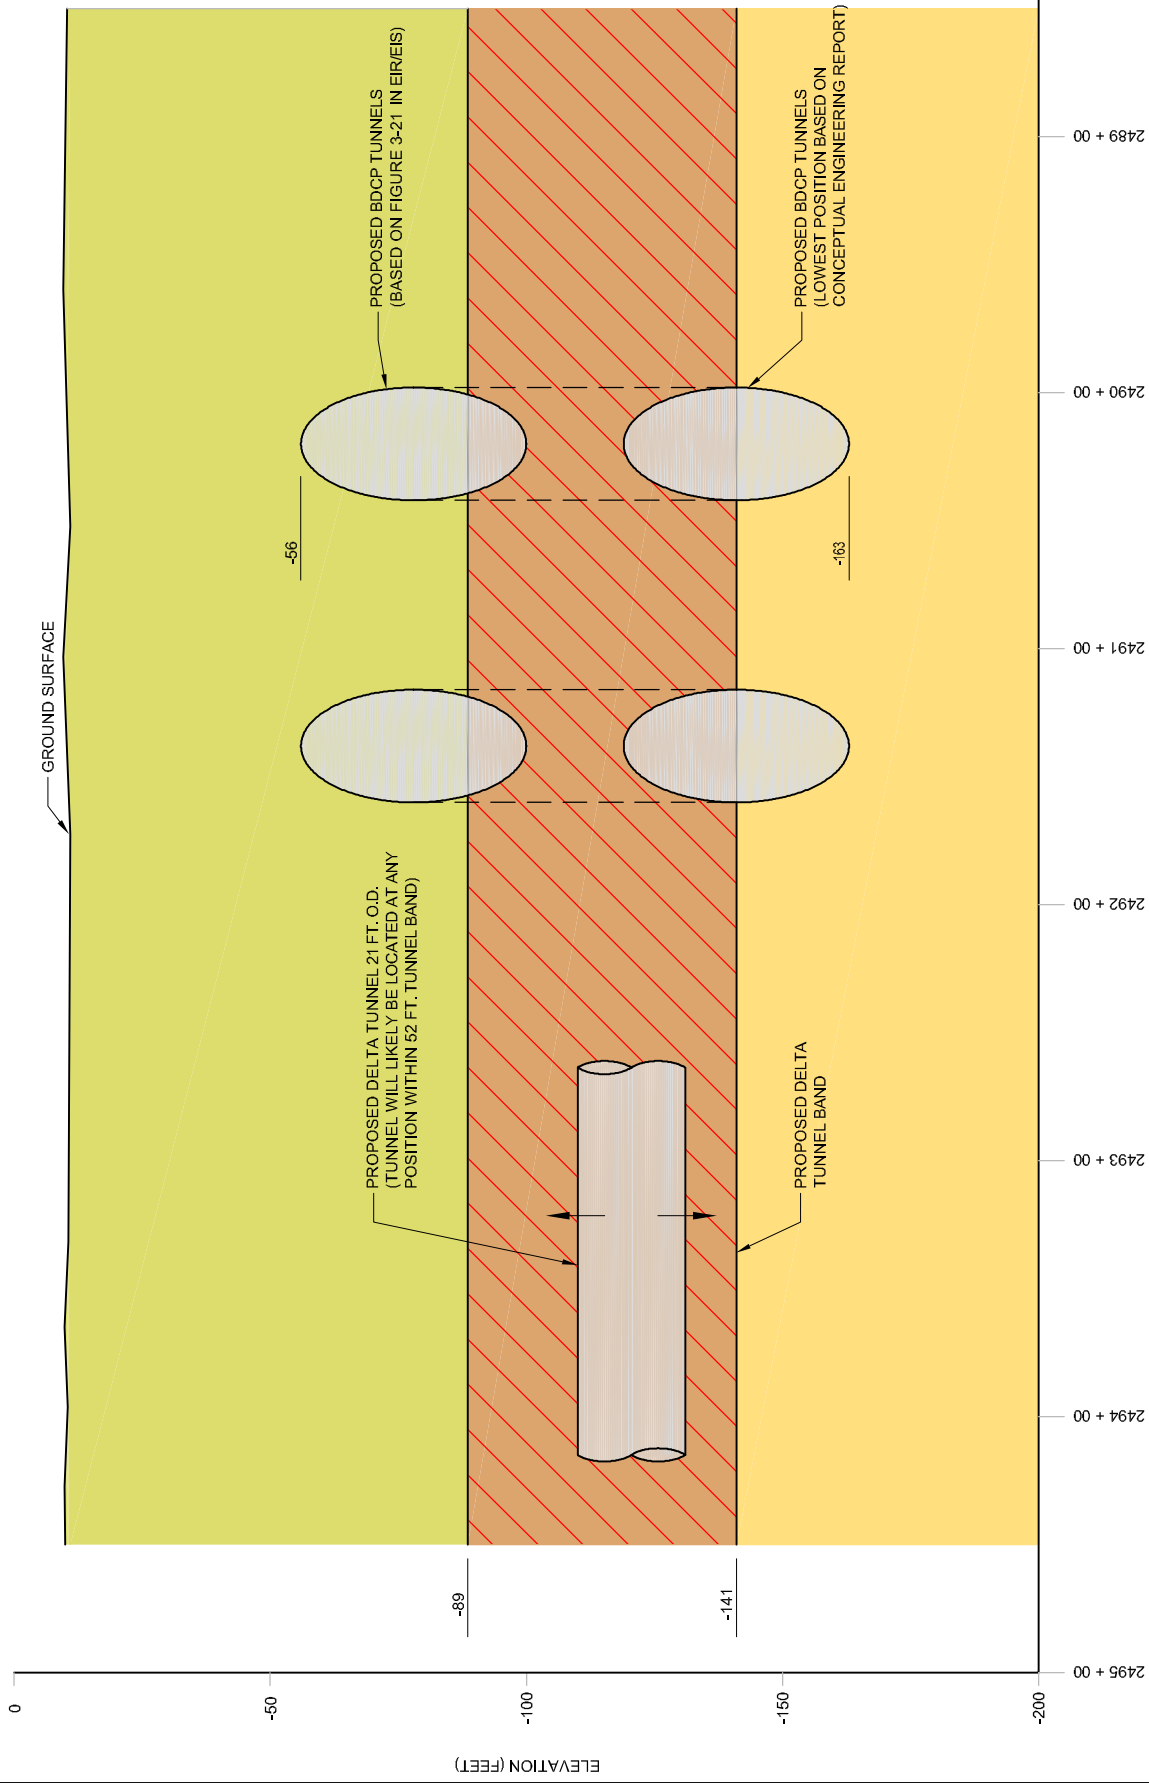 GROUND SURFACE
PROPOSED BDCP TUNNELS
(BASED ON FIGURE 3-21 IN EIR/EIS)
-56
PROPOSED DELTA TUNNEL 21 FT. O.D.
(TUNNEL WILL LIKELY BE LOCATED AT ANY
POSITION WITHIN 52 FT. TUNNEL BAND)
PROPOSED BDCP TUNNELS
(LOWEST POSITION BASED ON
CONCEPTUAL ENGINEERING REPORT)
-163
PROPOSED DELTA
TUNNEL BAND
-89
-141
0
-50
-100
-150
-200
ELEVATION (FEET)
2495 + 00
2494 + 00
2493 + 00
2492 + 00
2491 + 00
2490 + 00
2489 + 00